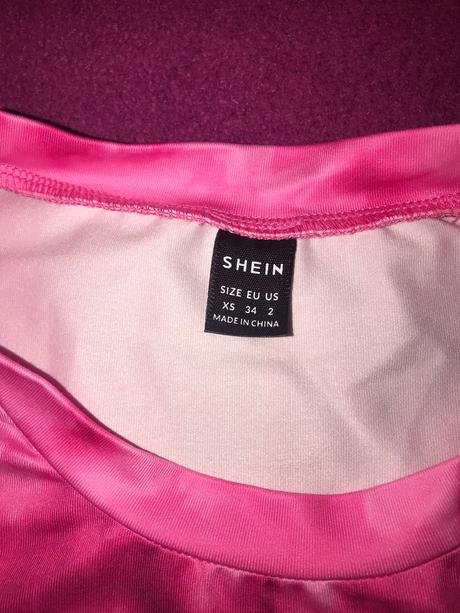 SHEIN
SIZE EU US
XS 34 2
MADE IN CHINA